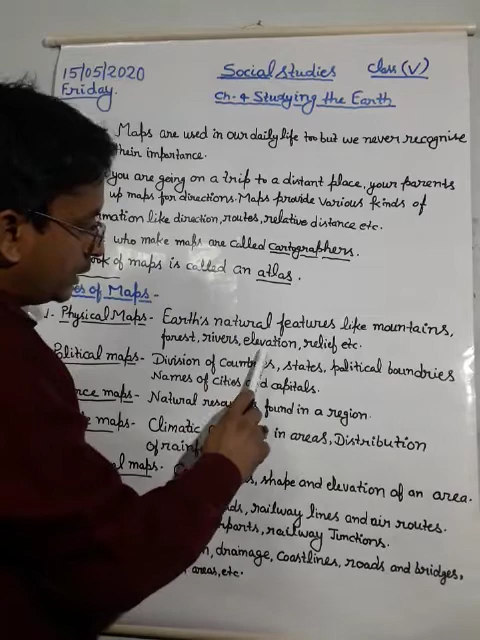 15/05/2020 Social studies Class (V)
Friday. Ch-4 Studying the Earth
Maps are used in our daily life too but we never recognise
their importance.
you are going on a trip to a distant place, your parents
up maps for directions. Maps provide various kinds of
mation like direction, routes, relative distance etc.
who make maps are called cartographers.
ook of maps is called an atlas.
es of Maps -
1. Physical Maps - Earth's natural features like mountains,
forest, rivers, elevation, relief etc.
olitical maps - Division of Countries, states, political boundries
Names of Cities and capitals.
rce maps - Natural found in a region.
maps - Climatic in areas, Distribution
of
maps - shape and elevation of an area.
ds, railway lines and air routes.
ports, railway Junctions.
drainage, coastlines, roads and bridges,
areas, etc.